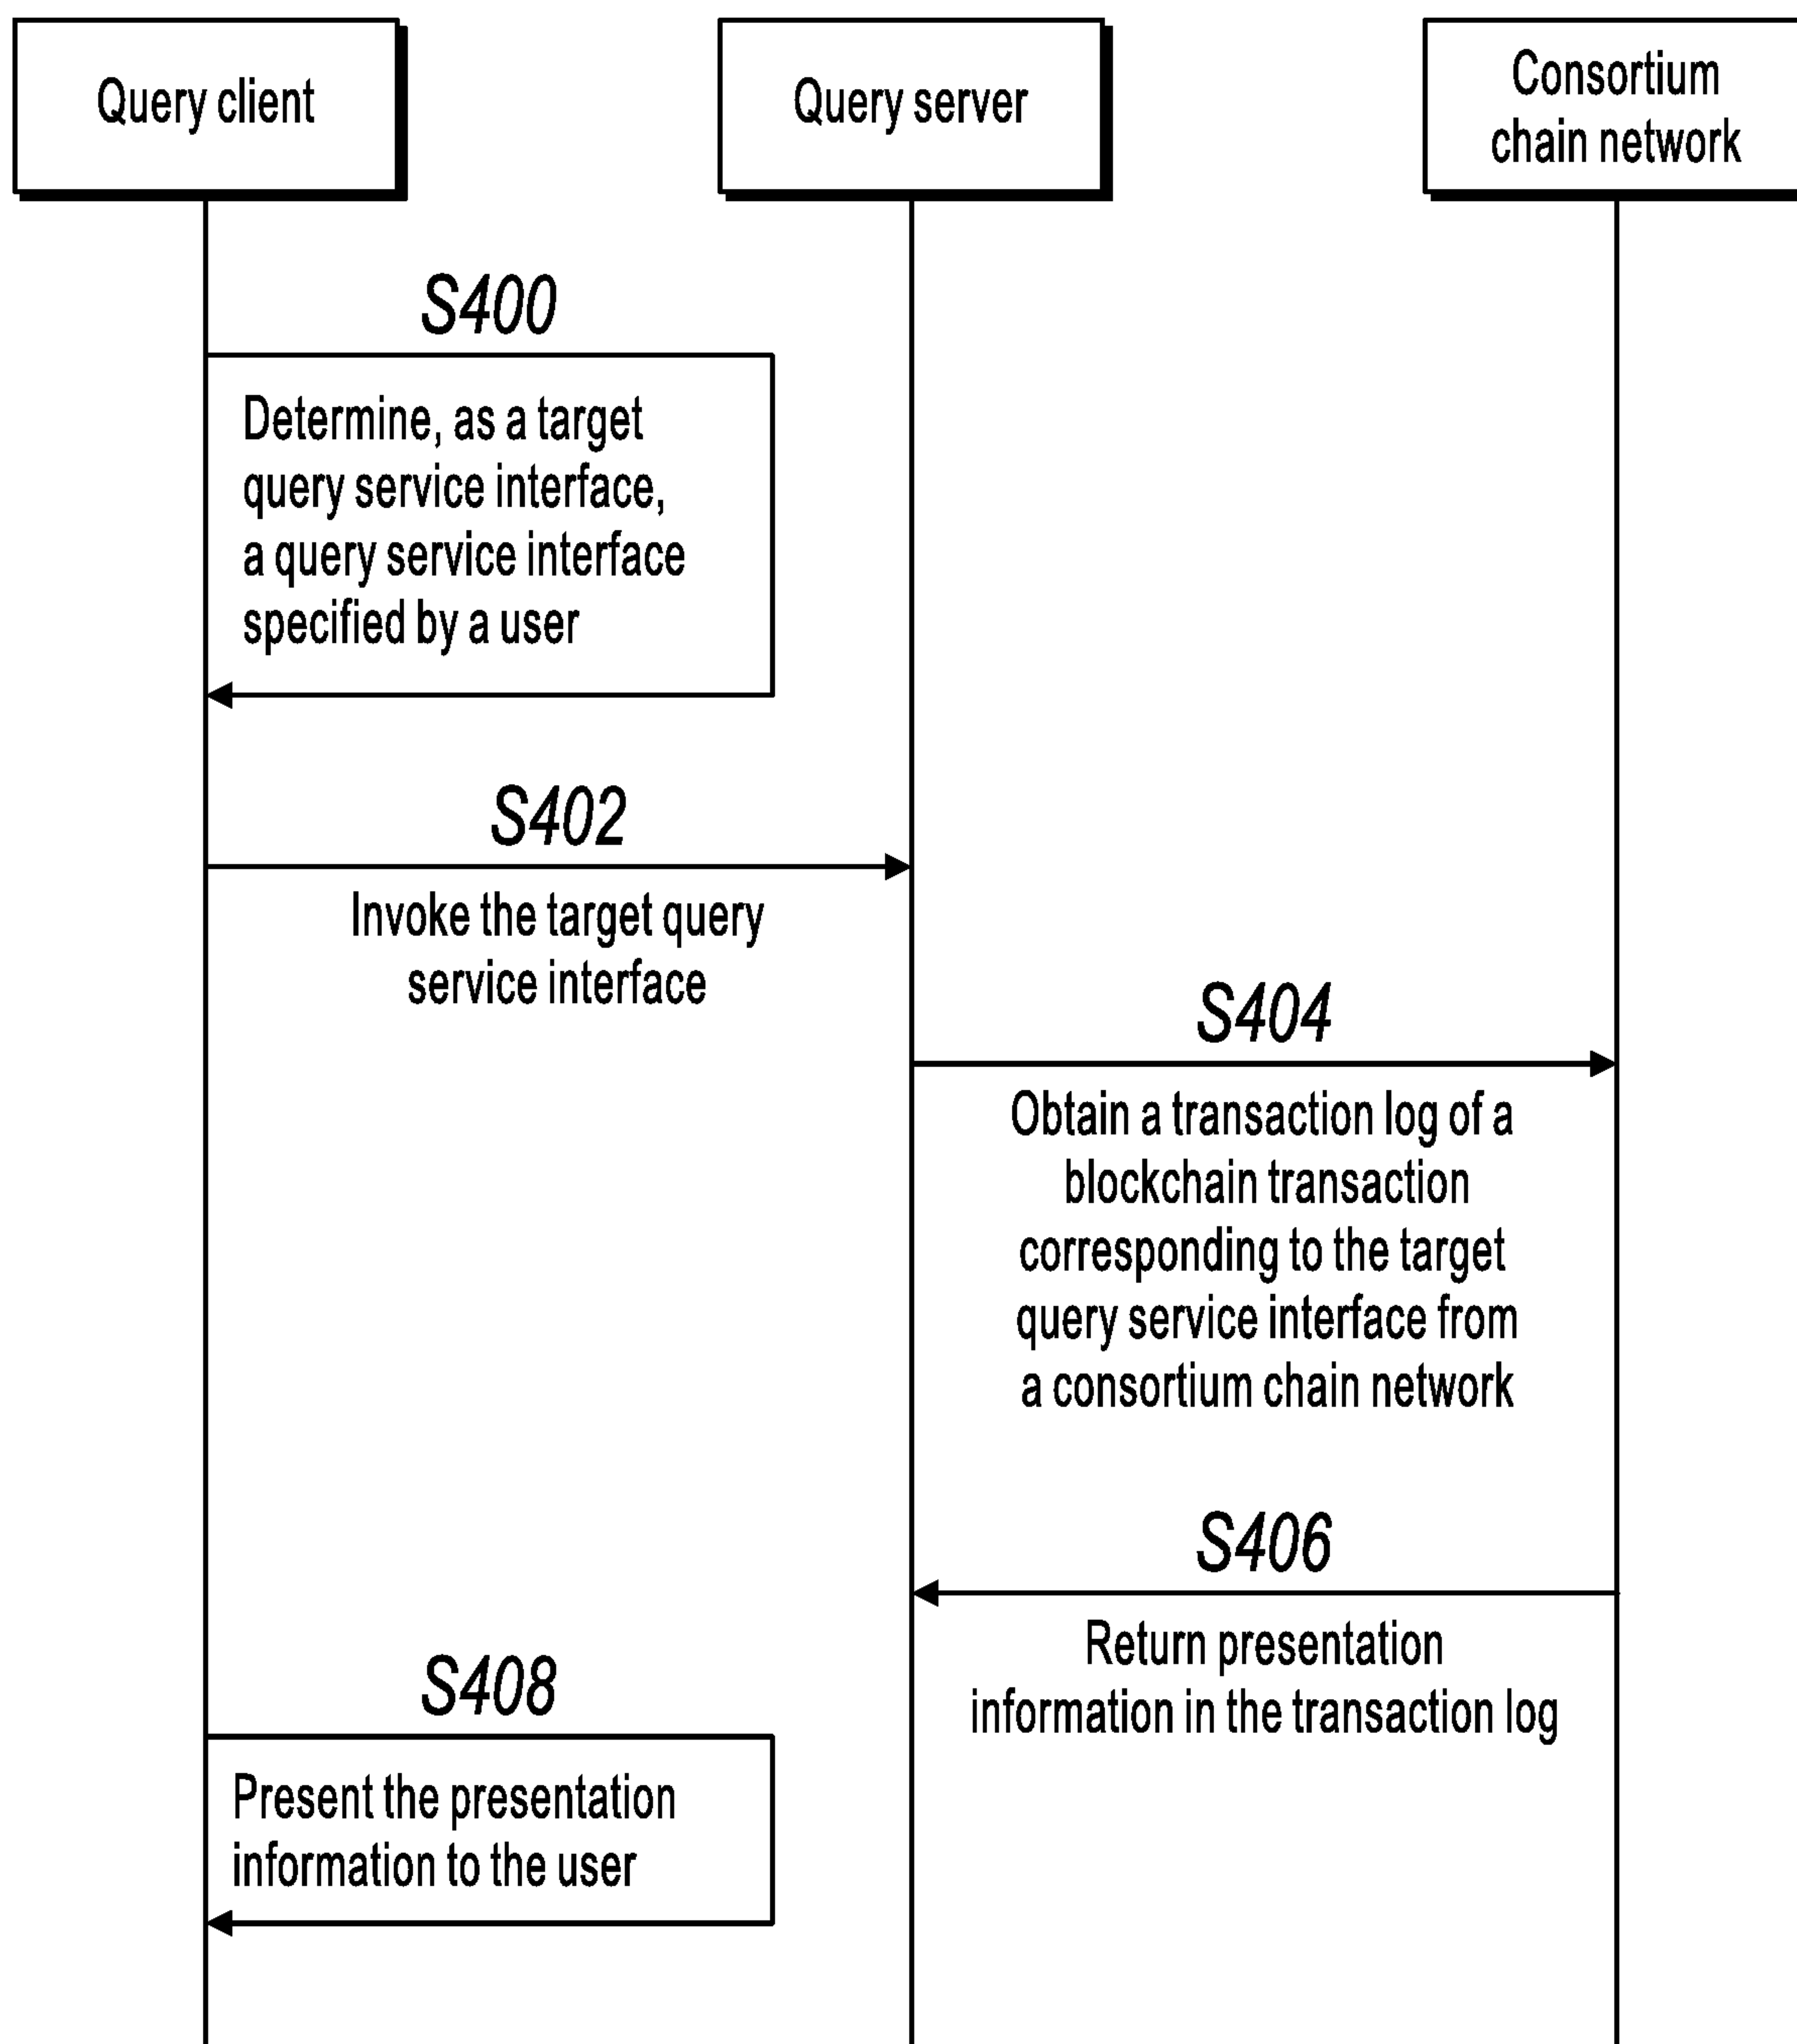 Query client
Query server
Consortium
chain network
S400
Determine, as a target
query service interface,
a query service interface
specified by a user
S402
Invoke the target query
service interface
S404
Obtain a transaction log of a
blockchain transaction
corresponding to the target
query service interface from
a consortium chain network
S406
Return presentation
information in the transaction log
S408
Present the presentation
information to the user